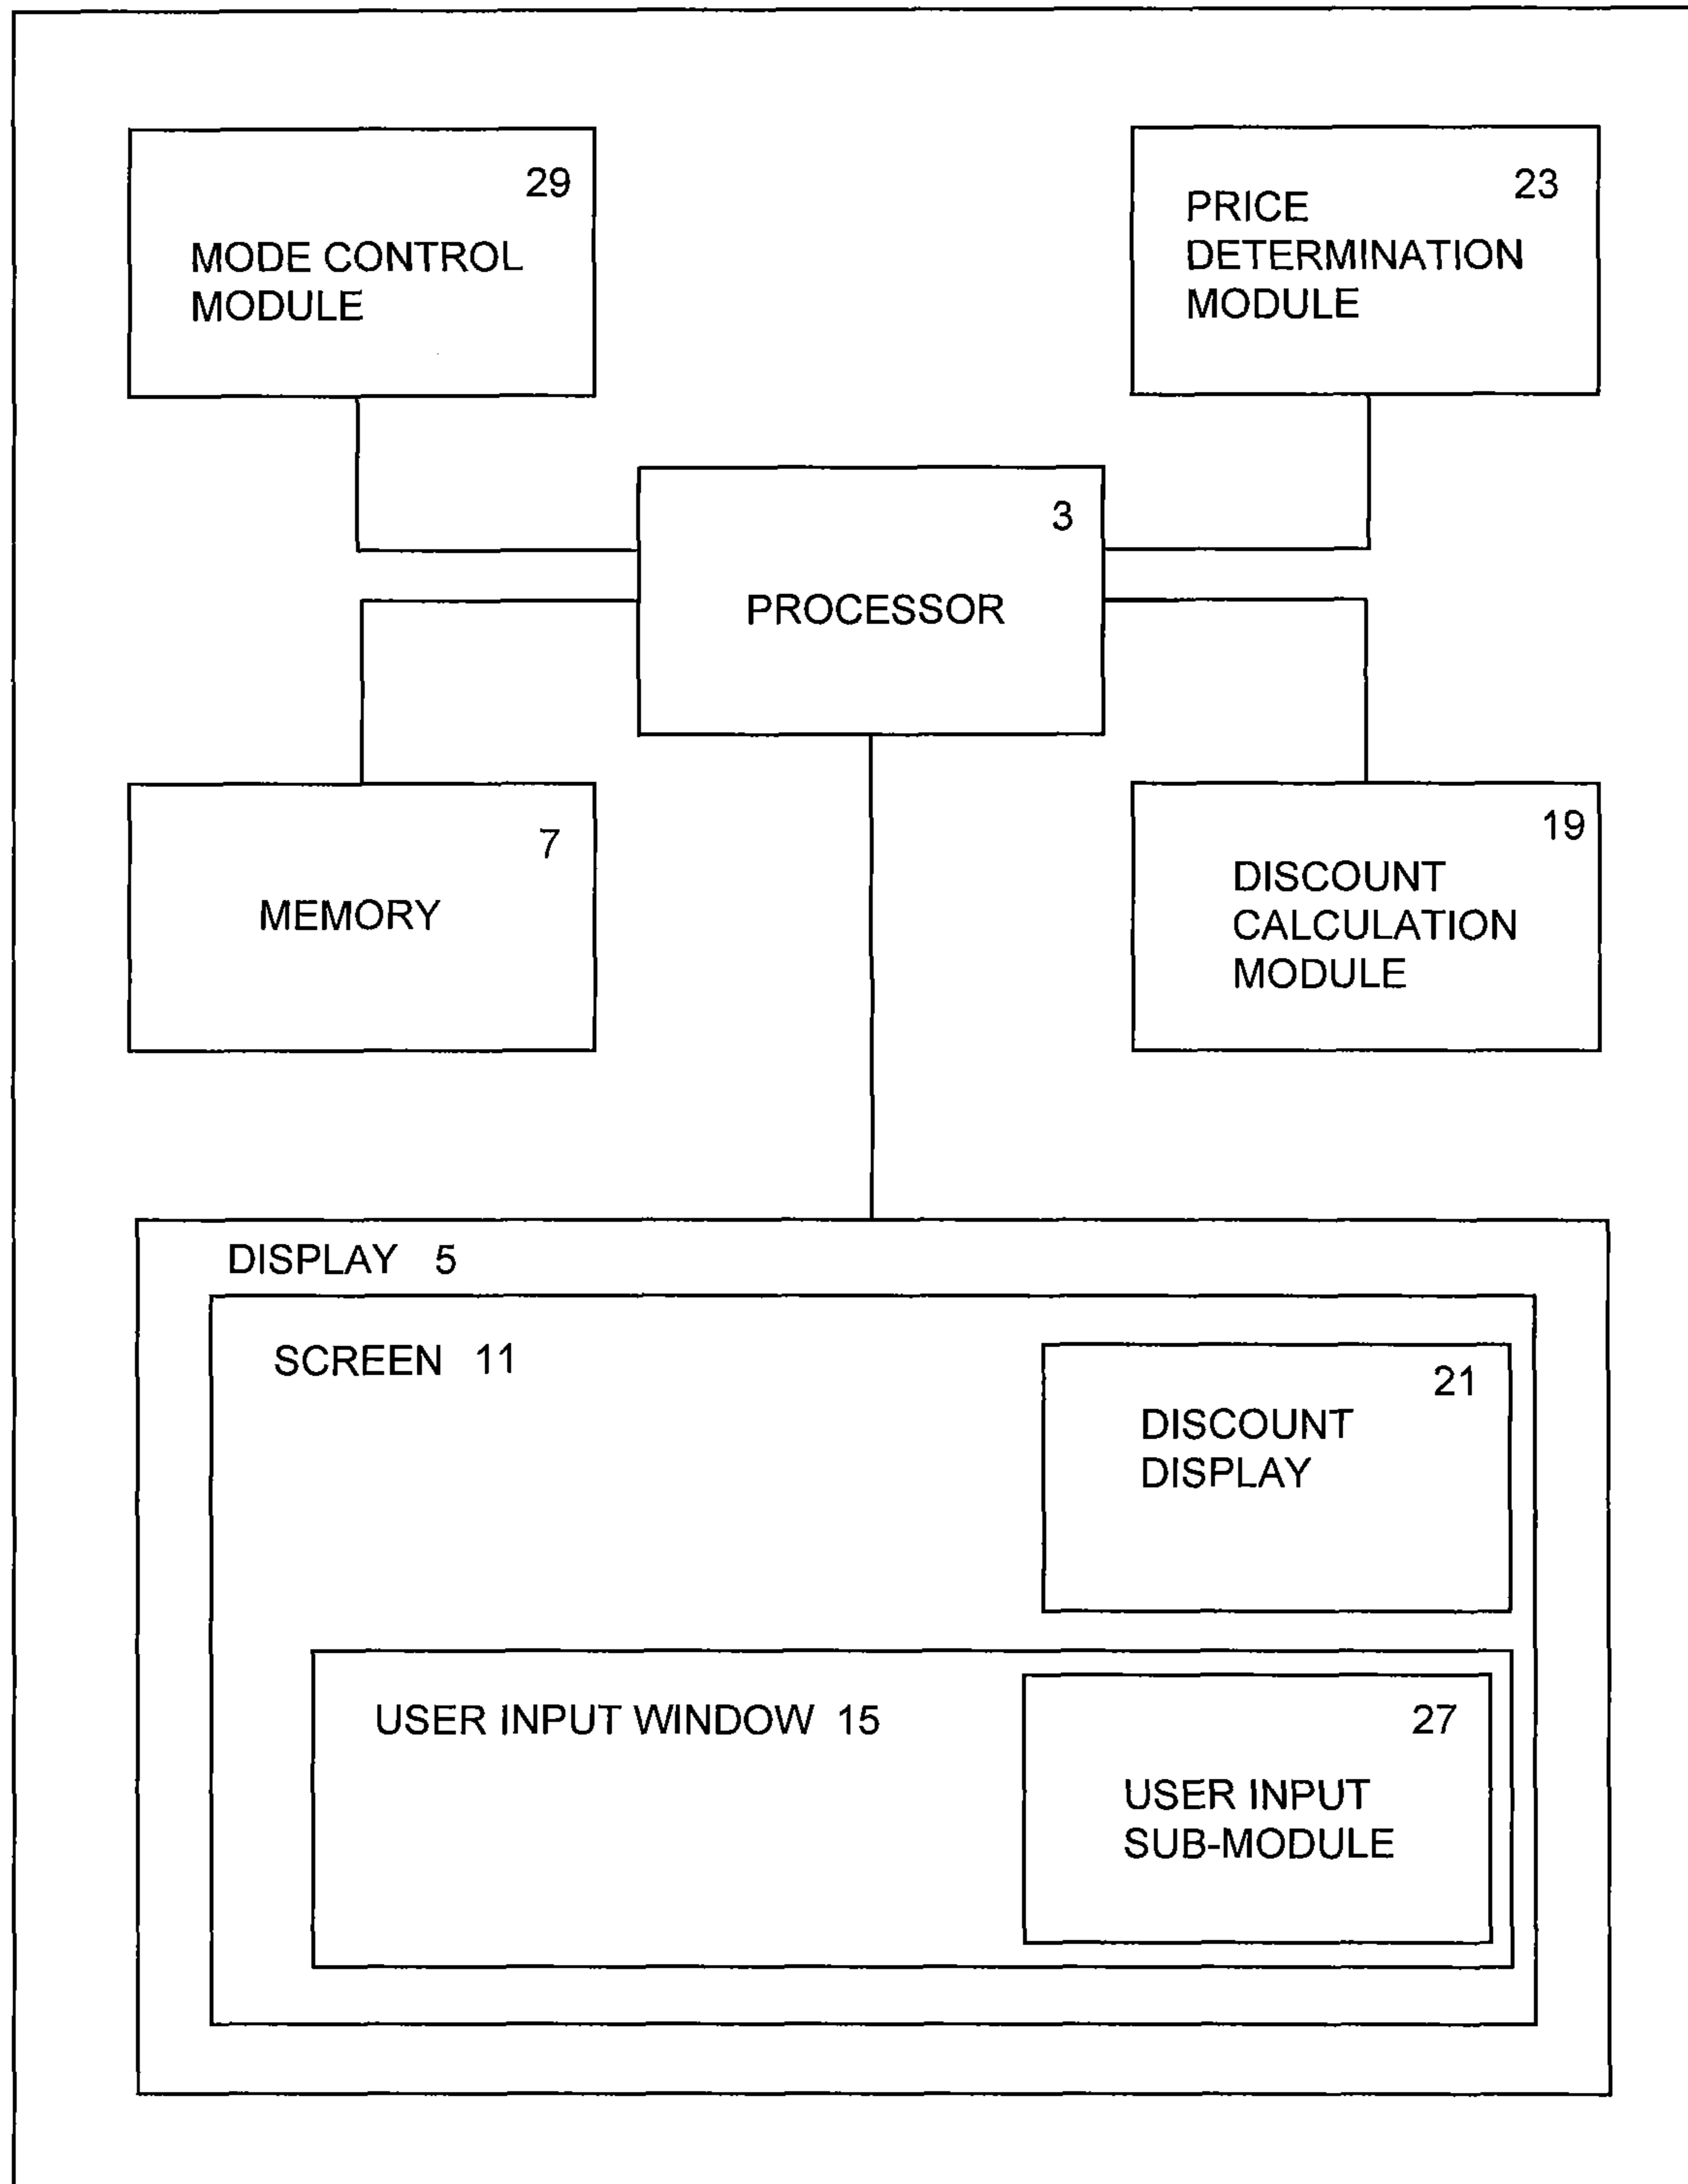 29
MODE CONTROL
MODULE
23
PRICE
DETERMINATION
MODULE
3
PROCESSOR
7
MEMORY
19
DISCOUNT
CALCULATION
MODULE
DISPLAY 5
SCREEN 11
21
DISCOUNT
DISPLAY
USER INPUT WINDOW 15
27
USER INPUT
SUB-MODULE